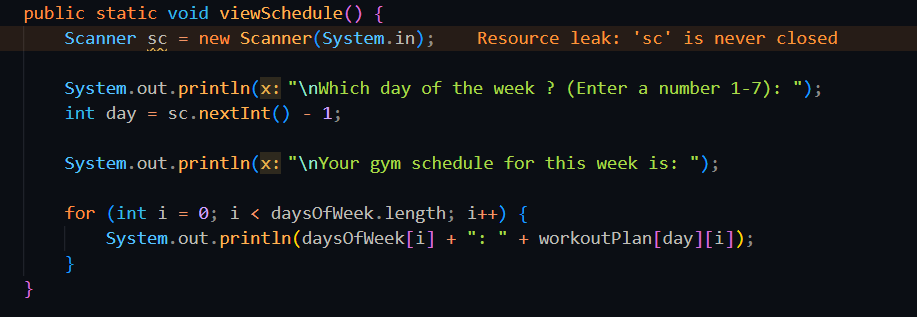 public static void viewSchedule() {
Scanner sc = new Scanner(System.in);    Resource leak: 'sc' is never closed
System.out.println(x: "\nWhich day of the week ? (Enter a number 1-7): ");
int day = sc.nextInt() - 1;
System.out.println(x: "\nYour gym schedule for this week is: ");
for (int i = 0; i < daysOfWeek.length; i++) {
System.out.println(daysOfWeek[i] + ": " + workoutPlan[day][i]);
}
}